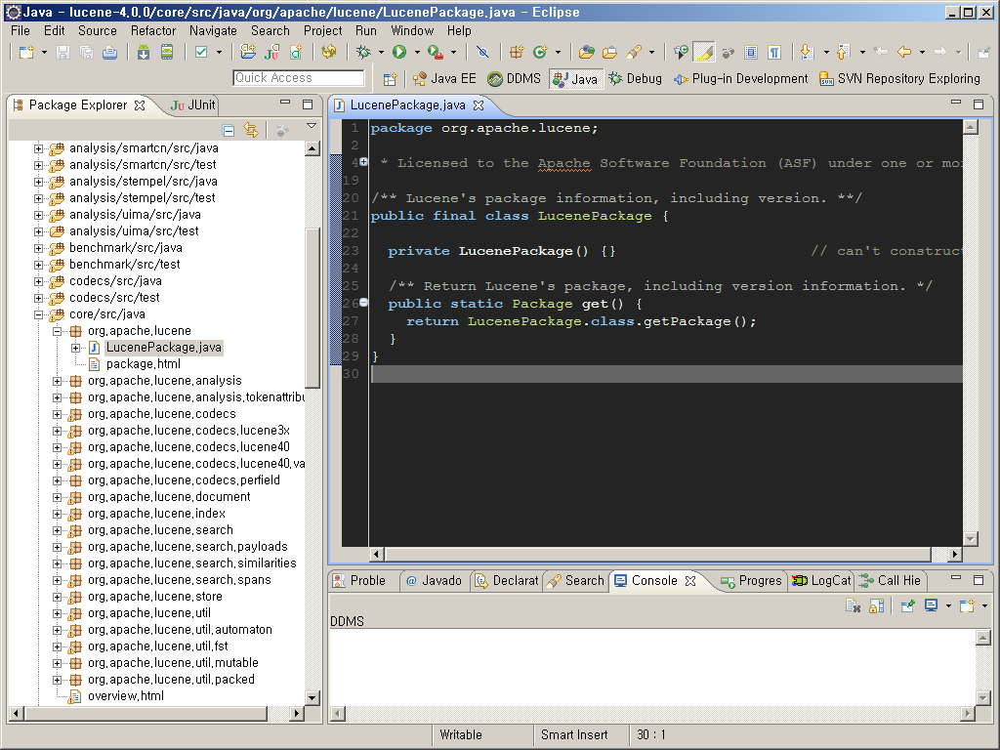 Java - lucene-4.0.0/core/src/java/org/apache/lucene/LucenePackage.java - Eclipse
File Edit Source Refactor Navigate Search Project Run Window Help
Quick Access Java EE DDMS Java Debug Plug-in Development SVN Repository Exploring
Package Explorer JUnit
analysis/smartcn/src/java
analysis/smartcn/src/test
analysis/stempel/src/java
analysis/stempel/src/test
analysis/uima/src/java
analysis/uima/src/test
benchmark/src/java
benchmark/src/test
codecs/src/java
codecs/src/test
core/src/java
org.apache.lucene
LucenePackage.java
package.html
org.apache.lucene.analysis
org.apache.lucene.analysis.tokenattribu
org.apache.lucene.codecs
org.apache.lucene.codecs.lucene3x
org.apache.lucene.codecs.lucene40
org.apache.lucene.codecs.lucene40.va
org.apache.lucene.codecs.perfield
org.apache.lucene.document
org.apache.lucene.index
org.apache.lucene.search
org.apache.lucene.search.payloads
org.apache.lucene.search.similarities
org.apache.lucene.search.spans
org.apache.lucene.store
org.apache.lucene.util
org.apache.lucene.util.automaton
org.apache.lucene.util.fst
org.apache.lucene.util.mutable
org.apache.lucene.util.packed
overview.html
LucenePackage.java
1 package org.apache.lucene;
2
4 * Licensed to the Apache Software Foundation (ASF) under one or mo
19
20 /** Lucene's package information, including version. **/
21 public final class LucenePackage {
22
23 private LucenePackage() {} // can't construct
24
25 /** Return Lucene's package, including version information. */
26 public static Package get() {
27 return LucenePackage.class.getPackage();
28 }
29 }
30
Proble Javado Declarat Search Console Progres LogCat Call Hie
DDMS
Writable Smart Insert 30 : 1